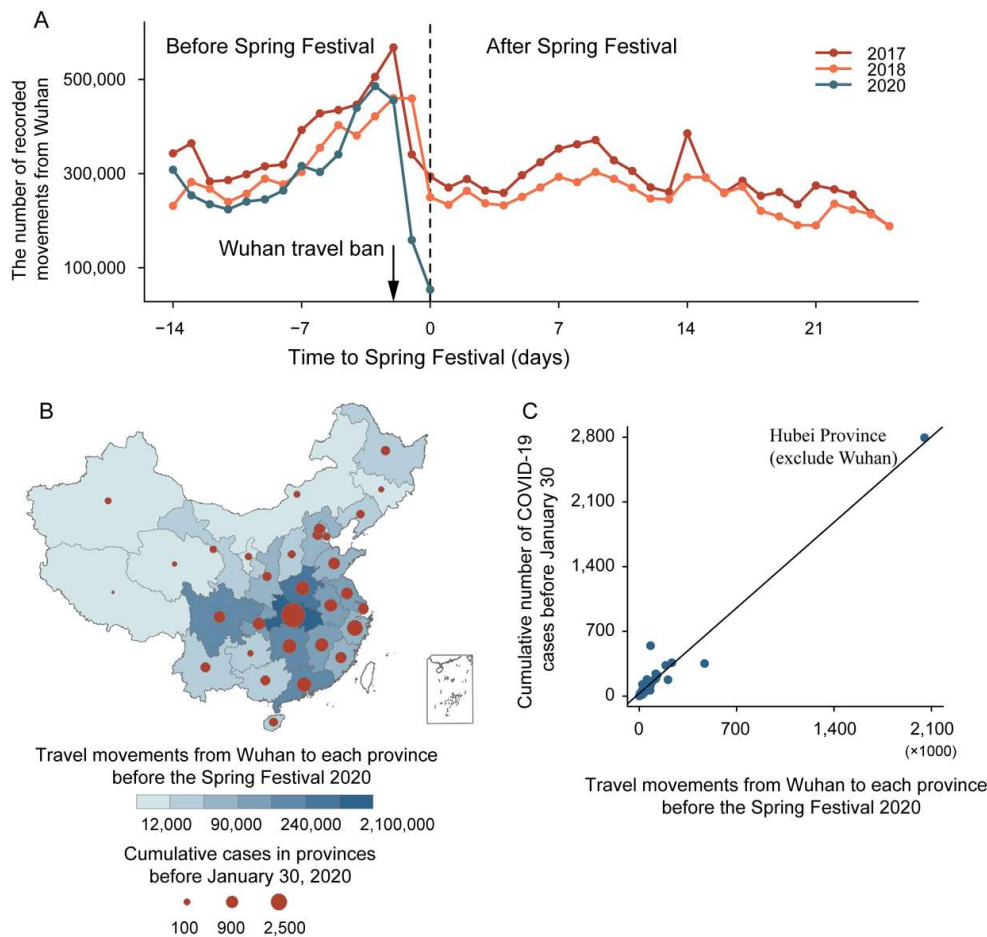 A
Before Spring Festival
After Spring Festival
2017
2018
2020
The number of recorded
movements from Wuhan
500,000
300,000
100,000
Wuhan travel ban
−14
−7
0
7
14
21
Time to Spring Festival (days)
B
Travel movements from Wuhan to each province
before the Spring Festival 2020
12,000
90,000
240,000
2,100,000
Cumulative cases in provinces
before January 30, 2020
100
900
2,500
C
Cumulative number of COVID-19
cases before January 30
2,800
2,100
1,400
700
0
Hubei Province
(exclude Wuhan)
0
700
1,400
2,100
(×1000)
Travel movements from Wuhan to each province
before the Spring Festival 2020